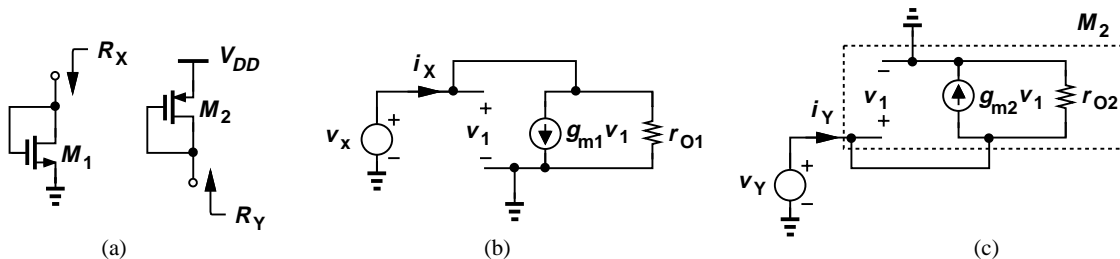 R_X
V_DD
M_2
M_1
R_Y
(a)
i_X
+
v_1
−
v_x
+
−
g_m1 v_1
r_O1
(b)
M_2
−
v_1
+
i_Y
g_m2 v_1
r_O2
v_Y
+
−
(c)